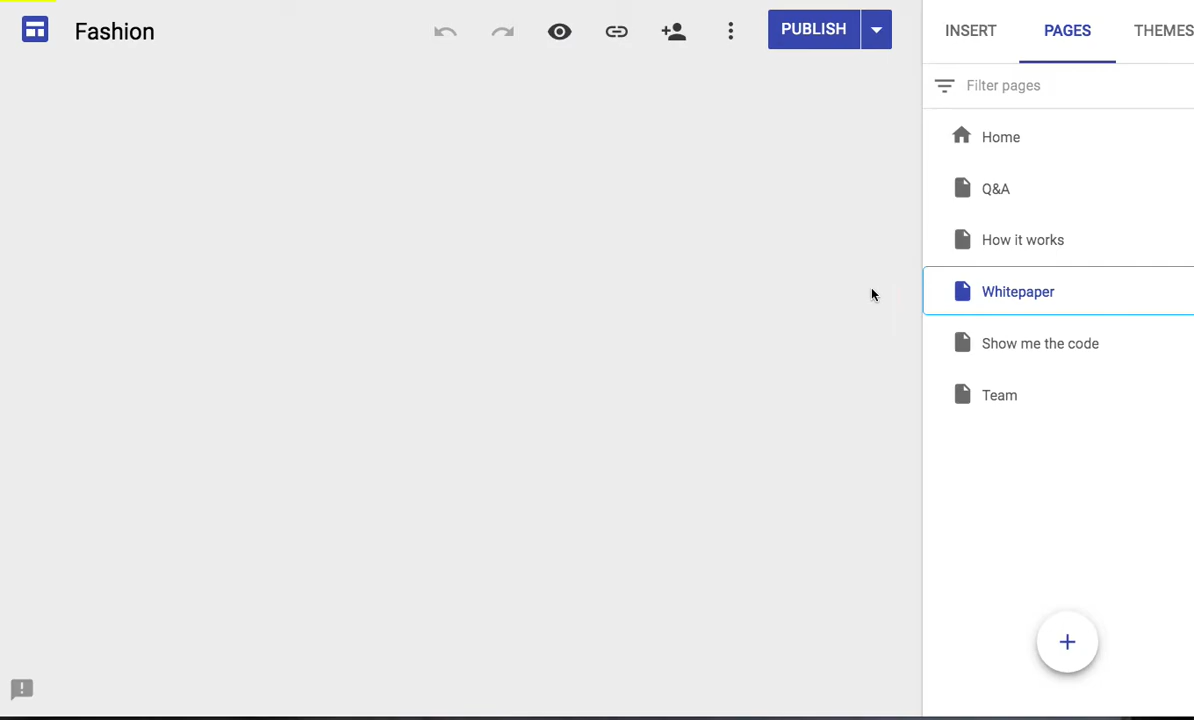 Fashion
PUBLISH
INSERT PAGES THEMES
Filter pages
Home
Q&A
How it works
Whitepaper
Show me the code
Team